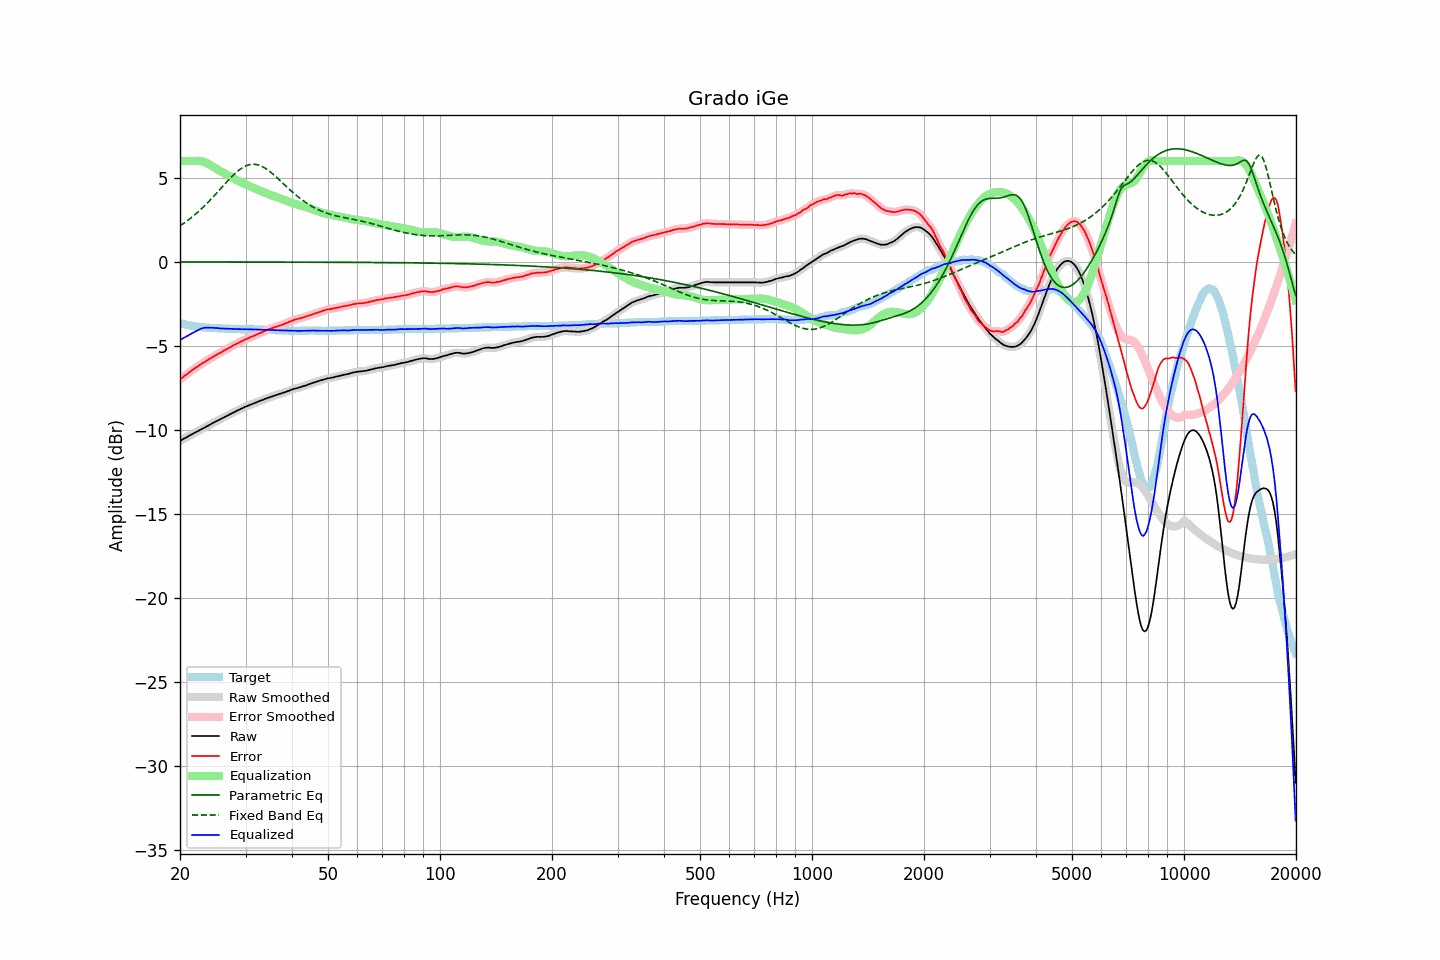 Grado iGe
Amplitude (dBr)
5
0
−5
−10
−15
−20
−25
−30
−35
Target
Raw Smoothed
Error Smoothed
Raw
Error
Equalization
Parametric Eq
Fixed Band Eq
Equalized
20 50 100 200 500 1000 2000 5000 10000 20000
Frequency (Hz)